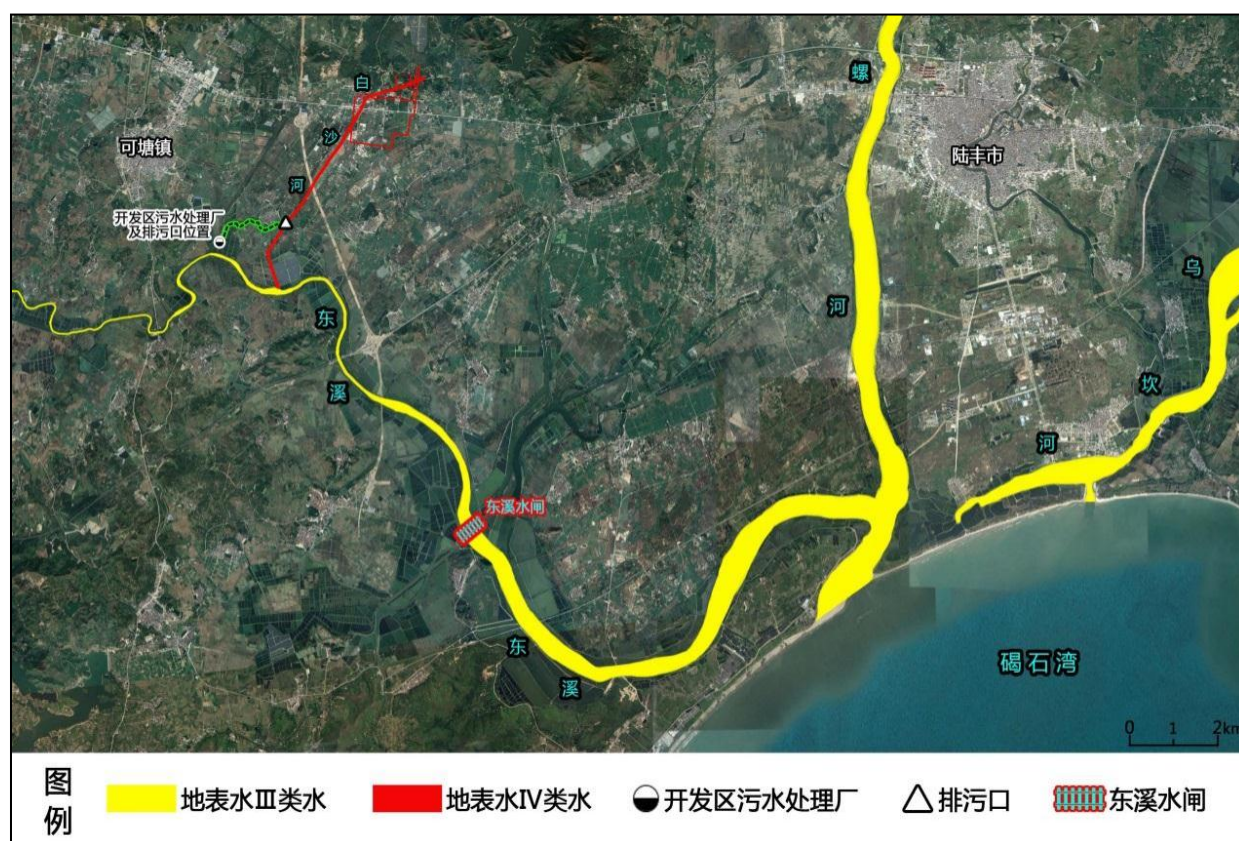 白
沙
河
可塘镇
开发区污水处理厂
及排污口位置
东
溪
东溪水闸
东
溪
螺
河
陆丰市
乌
坎
河
碣石湾
0 1 2km
图例
地表水Ⅲ类水
地表水Ⅳ类水
开发区污水处理厂
排污口
东溪水闸